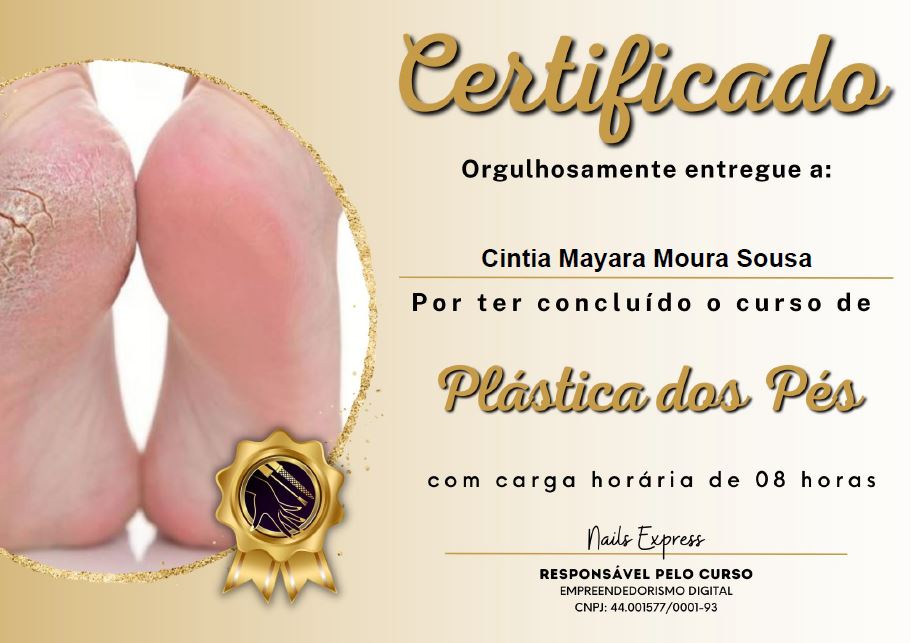 Certificado
Orgulhosamente entregue a:
Cintia Mayara Moura Sousa
Por ter concluído o curso de
Plástica dos Pés
com carga horária de 08 horas
Nails Express
RESPONSÁVEL PELO CURSO
EMPREENDEDORISMO DIGITAL
CNPJ: 44.001577/0001-93